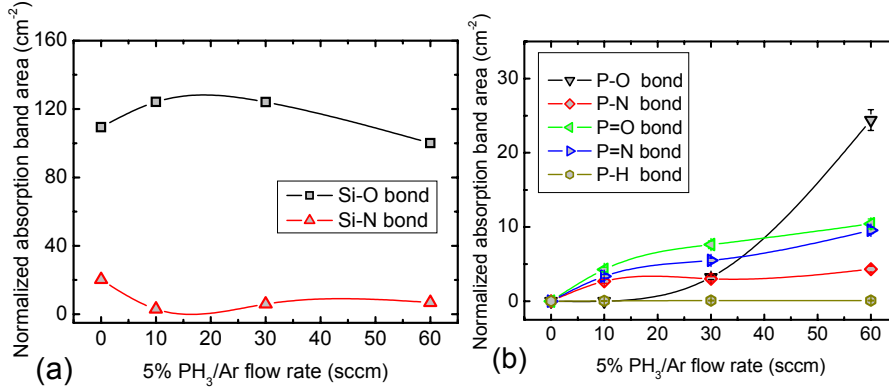 Normalized absorption band area (cm-2)
160
120
80
40
0
Si-O bond
Si-N bond
0 10 20 30 40 50 60
5% PH3/Ar flow rate (sccm)
(a)
Normalized absorption band area (cm-2)
30
20
10
0
P-O bond
P-N bond
P=O bond
P=N bond
P-H bond
0 10 20 30 40 50 60
5% PH3/Ar flow rate (sccm)
(b)